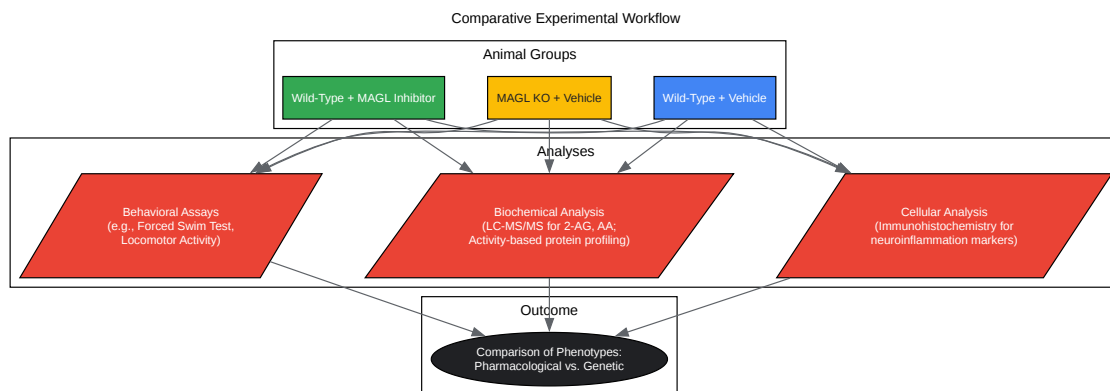 Comparative Experimental Workflow
Animal Groups
Wild-Type + MAGL Inhibitor
MAGL KO + Vehicle
Wild-Type + Vehicle
Analyses
Behavioral Assays
(e.g., Forced Swim Test,
Locomotor Activity)
Biochemical Analysis
(LC-MS/MS for 2-AG, AA;
Activity-based protein profiling)
Cellular Analysis
(Immunohistochemistry for
neuroinflammation markers)
Outcome
Comparison of Phenotypes:
Pharmacological vs. Genetic